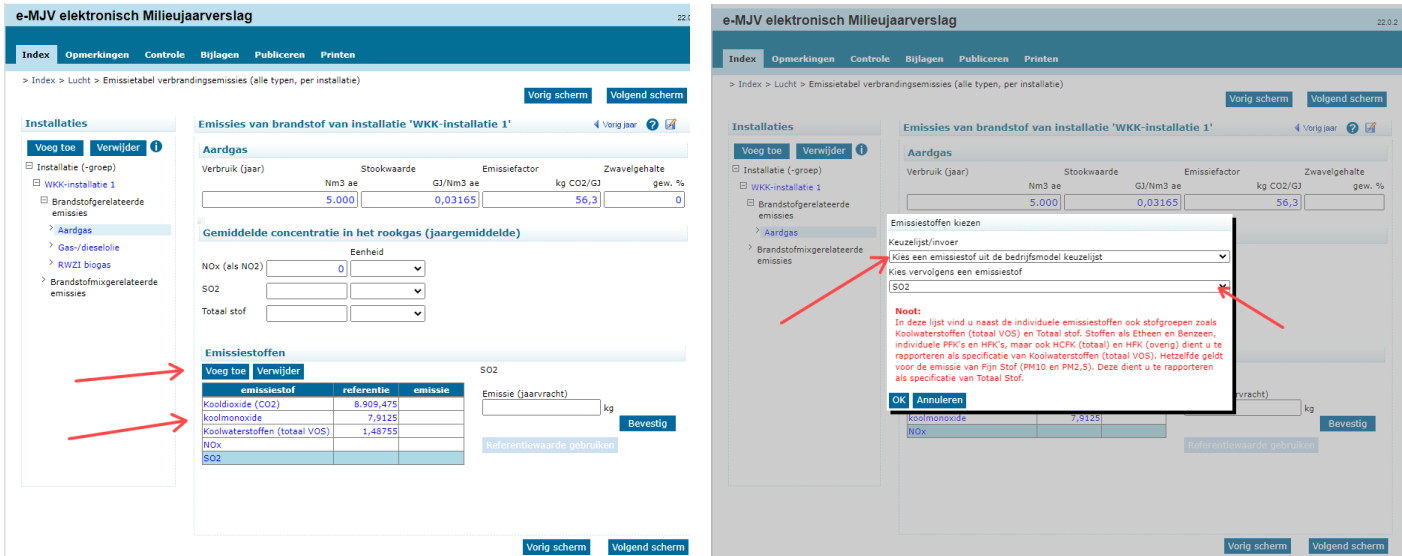 e-MJV elektronisch Milieujaarverslag
22.0.
Index Opmerkingen Controle Bijlagen Publiceren Printen
> Index > Lucht > Emissietabel verbrandingsemissies (alle typen, per installatie)
Vorig scherm Volgend scherm
Installaties
Voeg toe Verwijder
Installatie (-groep)
WKK-installatie 1
Brandstofgerelateerde
emissies
Aardgas
Gas-/dieselolie
RWZI biogas
Brandstofmixgerelateerde
emissies
Emissies van brandstof van installatie 'WKK-installatie 1'
Vorig jaar
Aardgas
Verbruik (jaar) Stookwaarde Emissiefactor Zwavelgehalte
Nm3 ae GJ/Nm3 ae kg CO2/GJ gew. %
5.000 0,03165 56,3 0
Gemiddelde concentratie in het rookgas (jaargemiddelde)
Eenheid
NOx (als NO2) 0
SO2
Totaal stof
Emissiestoffen
Voeg toe Verwijder
emissiestof referentie emissie
Kooldioxide (CO2) 8.909,475
koolmonoxide 7,9125
Koolwaterstoffen (totaal VOS) 1,48755
NOx
SO2
SO2
Emissie (jaarvracht)
kg
Bevestig
Referentiewaarde gebruiken
Vorig scherm Volgend scherm
e-MJV elektronisch Milieujaarverslag
22.0.2
Index Opmerkingen Controle Bijlagen Publiceren Printen
> Index > Lucht > Emissietabel verbrandingsemissies (alle typen, per installatie)
Vorig scherm Volgend scherm
Installaties
Voeg toe Verwijder
Installatie (-groep)
WKK-installatie 1
Brandstofgerelateerde
emissies
Aardgas
Brandstofmixgerelateerde
emissies
Emissies van brandstof van installatie 'WKK-installatie 1'
Vorig jaar
Aardgas
Verbruik (jaar) Stookwaarde Emissiefactor Zwavelgehalte
Nm3 ae GJ/Nm3 ae kg CO2/GJ gew. %
5.000 0,03165 56,3
Emissiestoffen kiezen
Keuzelijst/invoer
Kies een emissiestof uit de bedrijfsmodel keuzelijst
Kies vervolgens een emissiestof
SO2
Noot:
In deze lijst vind u naast de individuele emissiestoffen ook stofgroepen zoals
Koolwaterstoffen (totaal VOS) en Totaal stof. Stoffen als Etheen en Benzeen,
individuele PFK's en HFK's, maar ook HCFK (totaal) en HFK (overig) dient u te
rapporteren als specificatie van Koolwaterstoffen (totaal VOS). Hetzelfde geldt
voor de emissie van Fijn Stof (PM10 en PM2,5). Deze dient u te rapporteren
als specificatie van Totaal Stof.
OK Annuleren
vracht)
kg
koolmonoxide 7,9125
NOx
Bevestig
Referentiewaarde gebruiken
Vorig scherm Volgend scherm